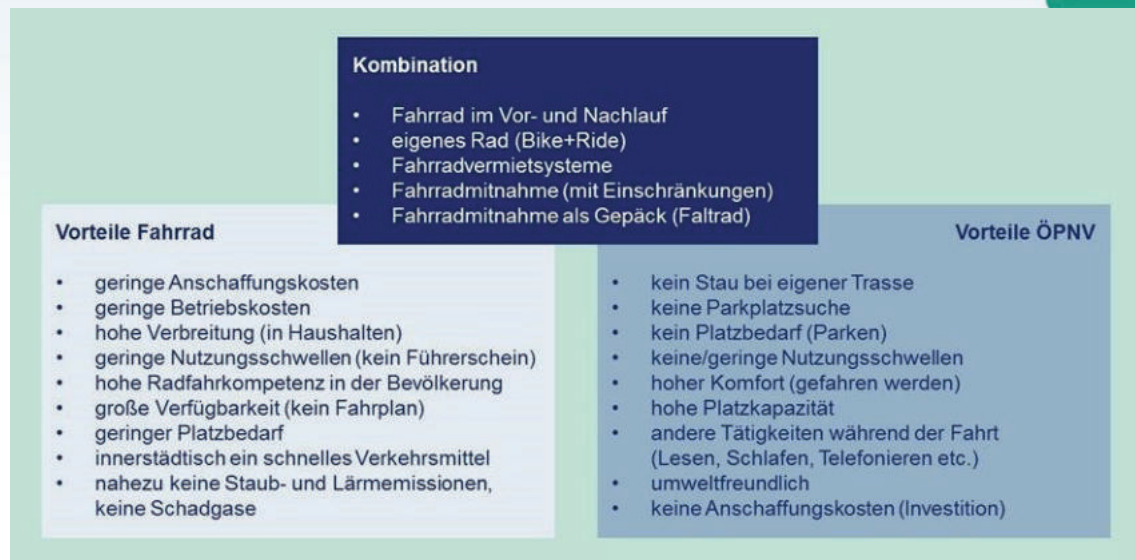 Kombination
• Fahrrad im Vor- und Nachlauf
• eigenes Rad (Bike+Ride)
• Fahrradvermietsysteme
• Fahrradmitnahme (mit Einschränkungen)
• Fahrradmitnahme als Gepäck (Faltrad)
Vorteile Fahrrad
• geringe Anschaffungskosten
• geringe Betriebskosten
• hohe Verbreitung (in Haushalten)
• geringe Nutzungsschwellen (kein Führerschein)
• hohe Radfahrkompetenz in der Bevölkerung
• große Verfügbarkeit (kein Fahrplan)
• geringer Platzbedarf
• innerstädtisch ein schnelles Verkehrsmittel
• nahezu keine Staub- und Lärmemissionen,
keine Schadgase
Vorteile ÖPNV
• kein Stau bei eigener Trasse
• keine Parkplatzsuche
• kein Platzbedarf (Parken)
• keine/geringe Nutzungsschwellen
• hoher Komfort (gefahren werden)
• hohe Platzkapazität
• andere Tätigkeiten während der Fahrt
(Lesen, Schlafen, Telefonieren etc.)
• umweltfreundlich
• keine Anschaffungskosten (Investition)